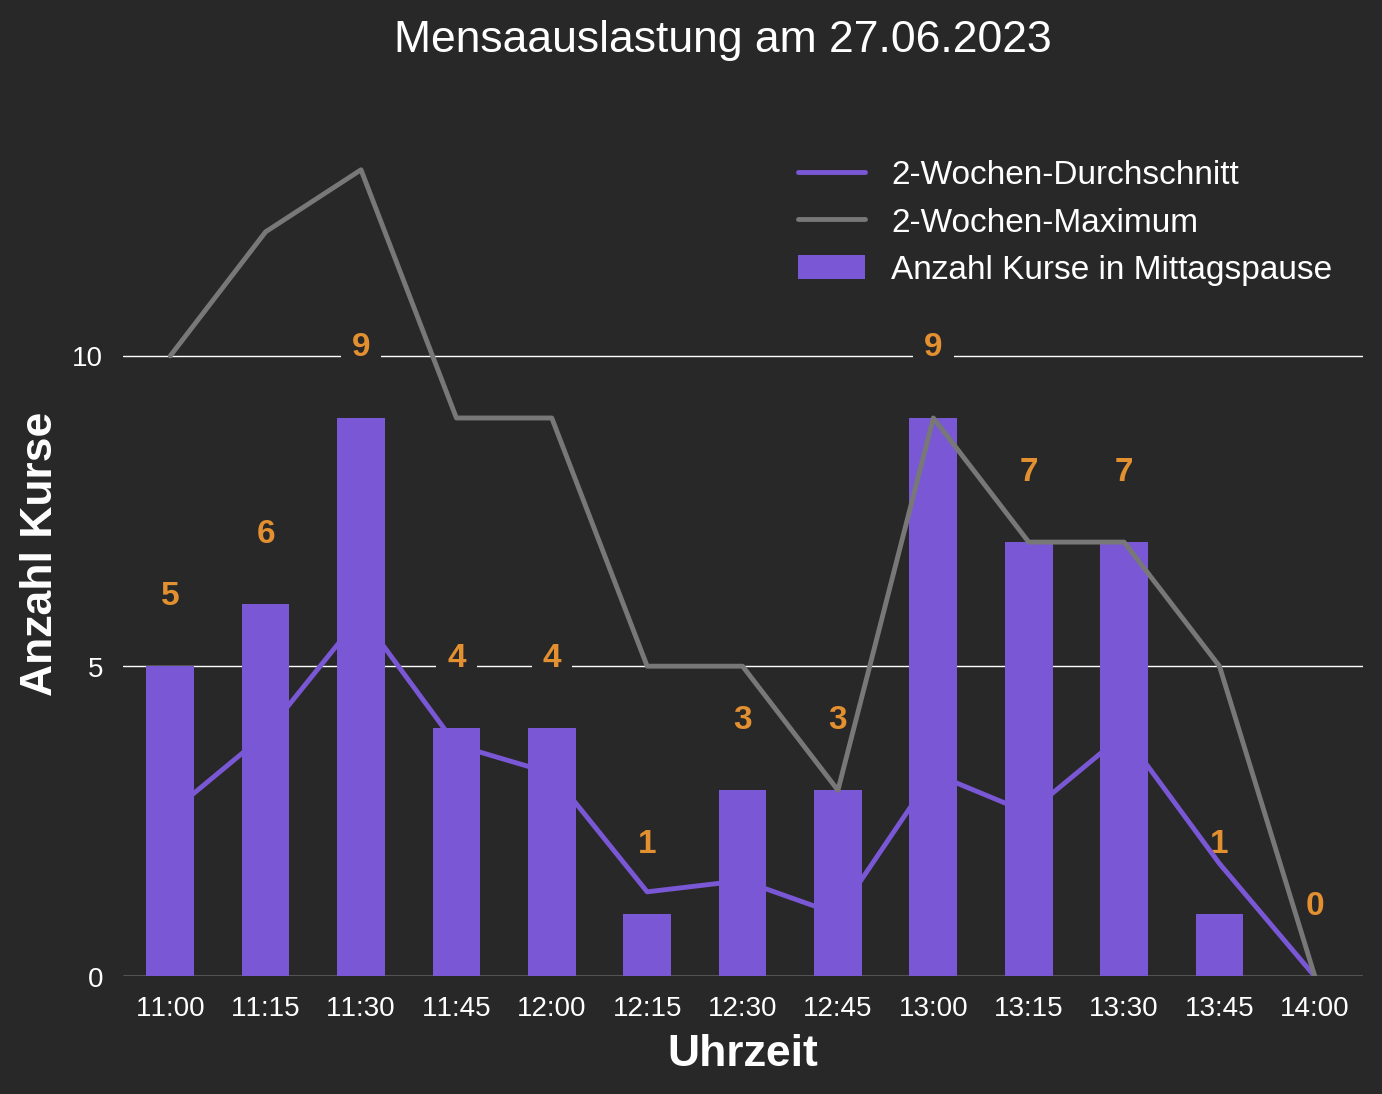 Mensaauslastung am 27.06.2023
2-Wochen-Durchschnitt
2-Wochen-Maximum
Anzahl Kurse in Mittagspause
Anzahl Kurse
10
5
0
5
6
9
4
4
1
3
3
9
7
7
1
0
11:00 11:15 11:30 11:45 12:00 12:15 12:30 12:45 13:00 13:15 13:30 13:45 14:00
Uhrzeit